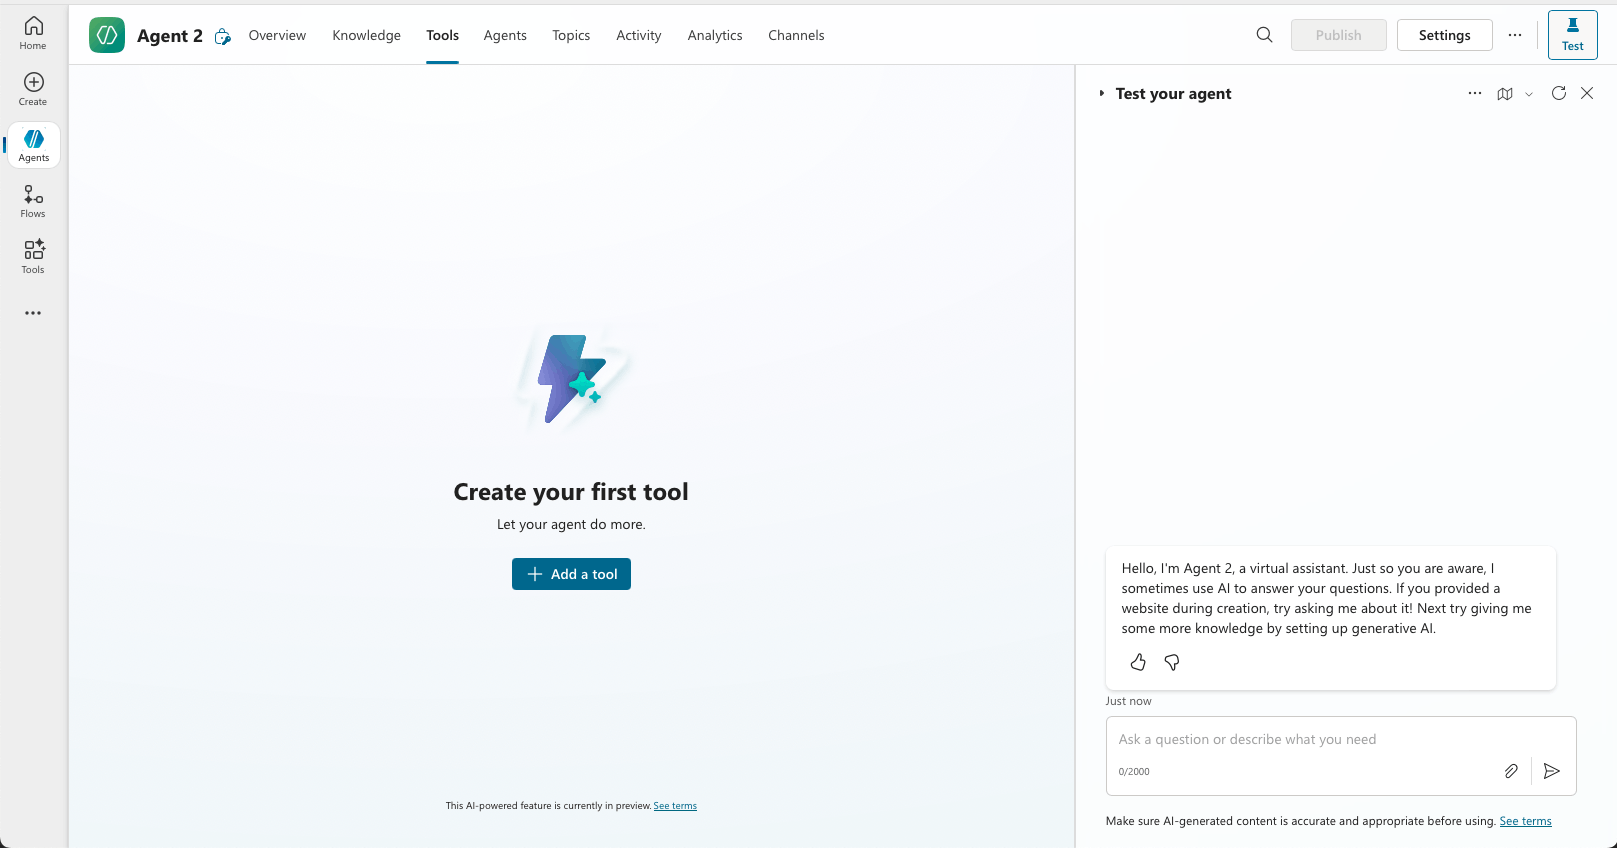 Home
Create
Agents
Flows
Tools
Agent 2
Overview
Knowledge
Tools
Agents
Topics
Activity
Analytics
Channels
Publish
Settings
Test
Create your first tool
Let your agent do more.
Add a tool
This AI-powered feature is currently in preview. See terms
Test your agent
Hello, I'm Agent 2, a virtual assistant. Just so you are aware, I
sometimes use AI to answer your questions. If you provided a
website during creation, try asking me about it! Next try giving me
some more knowledge by setting up generative AI.
Just now
Ask a question or describe what you need
0/2000
Make sure AI-generated content is accurate and appropriate before using. See terms